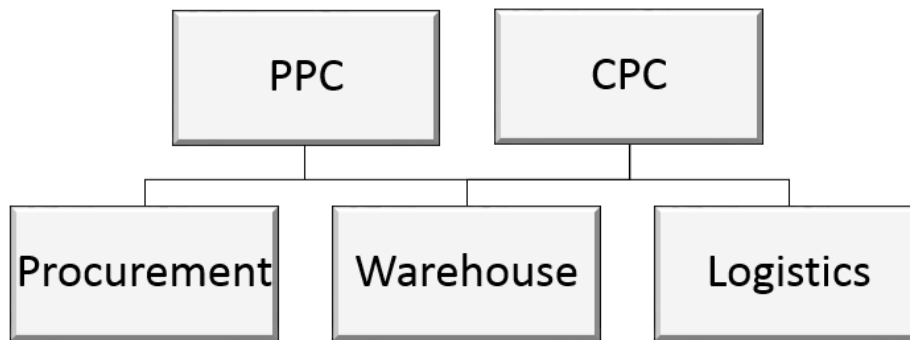 PPC
CPC
Procurement
Warehouse
Logistics